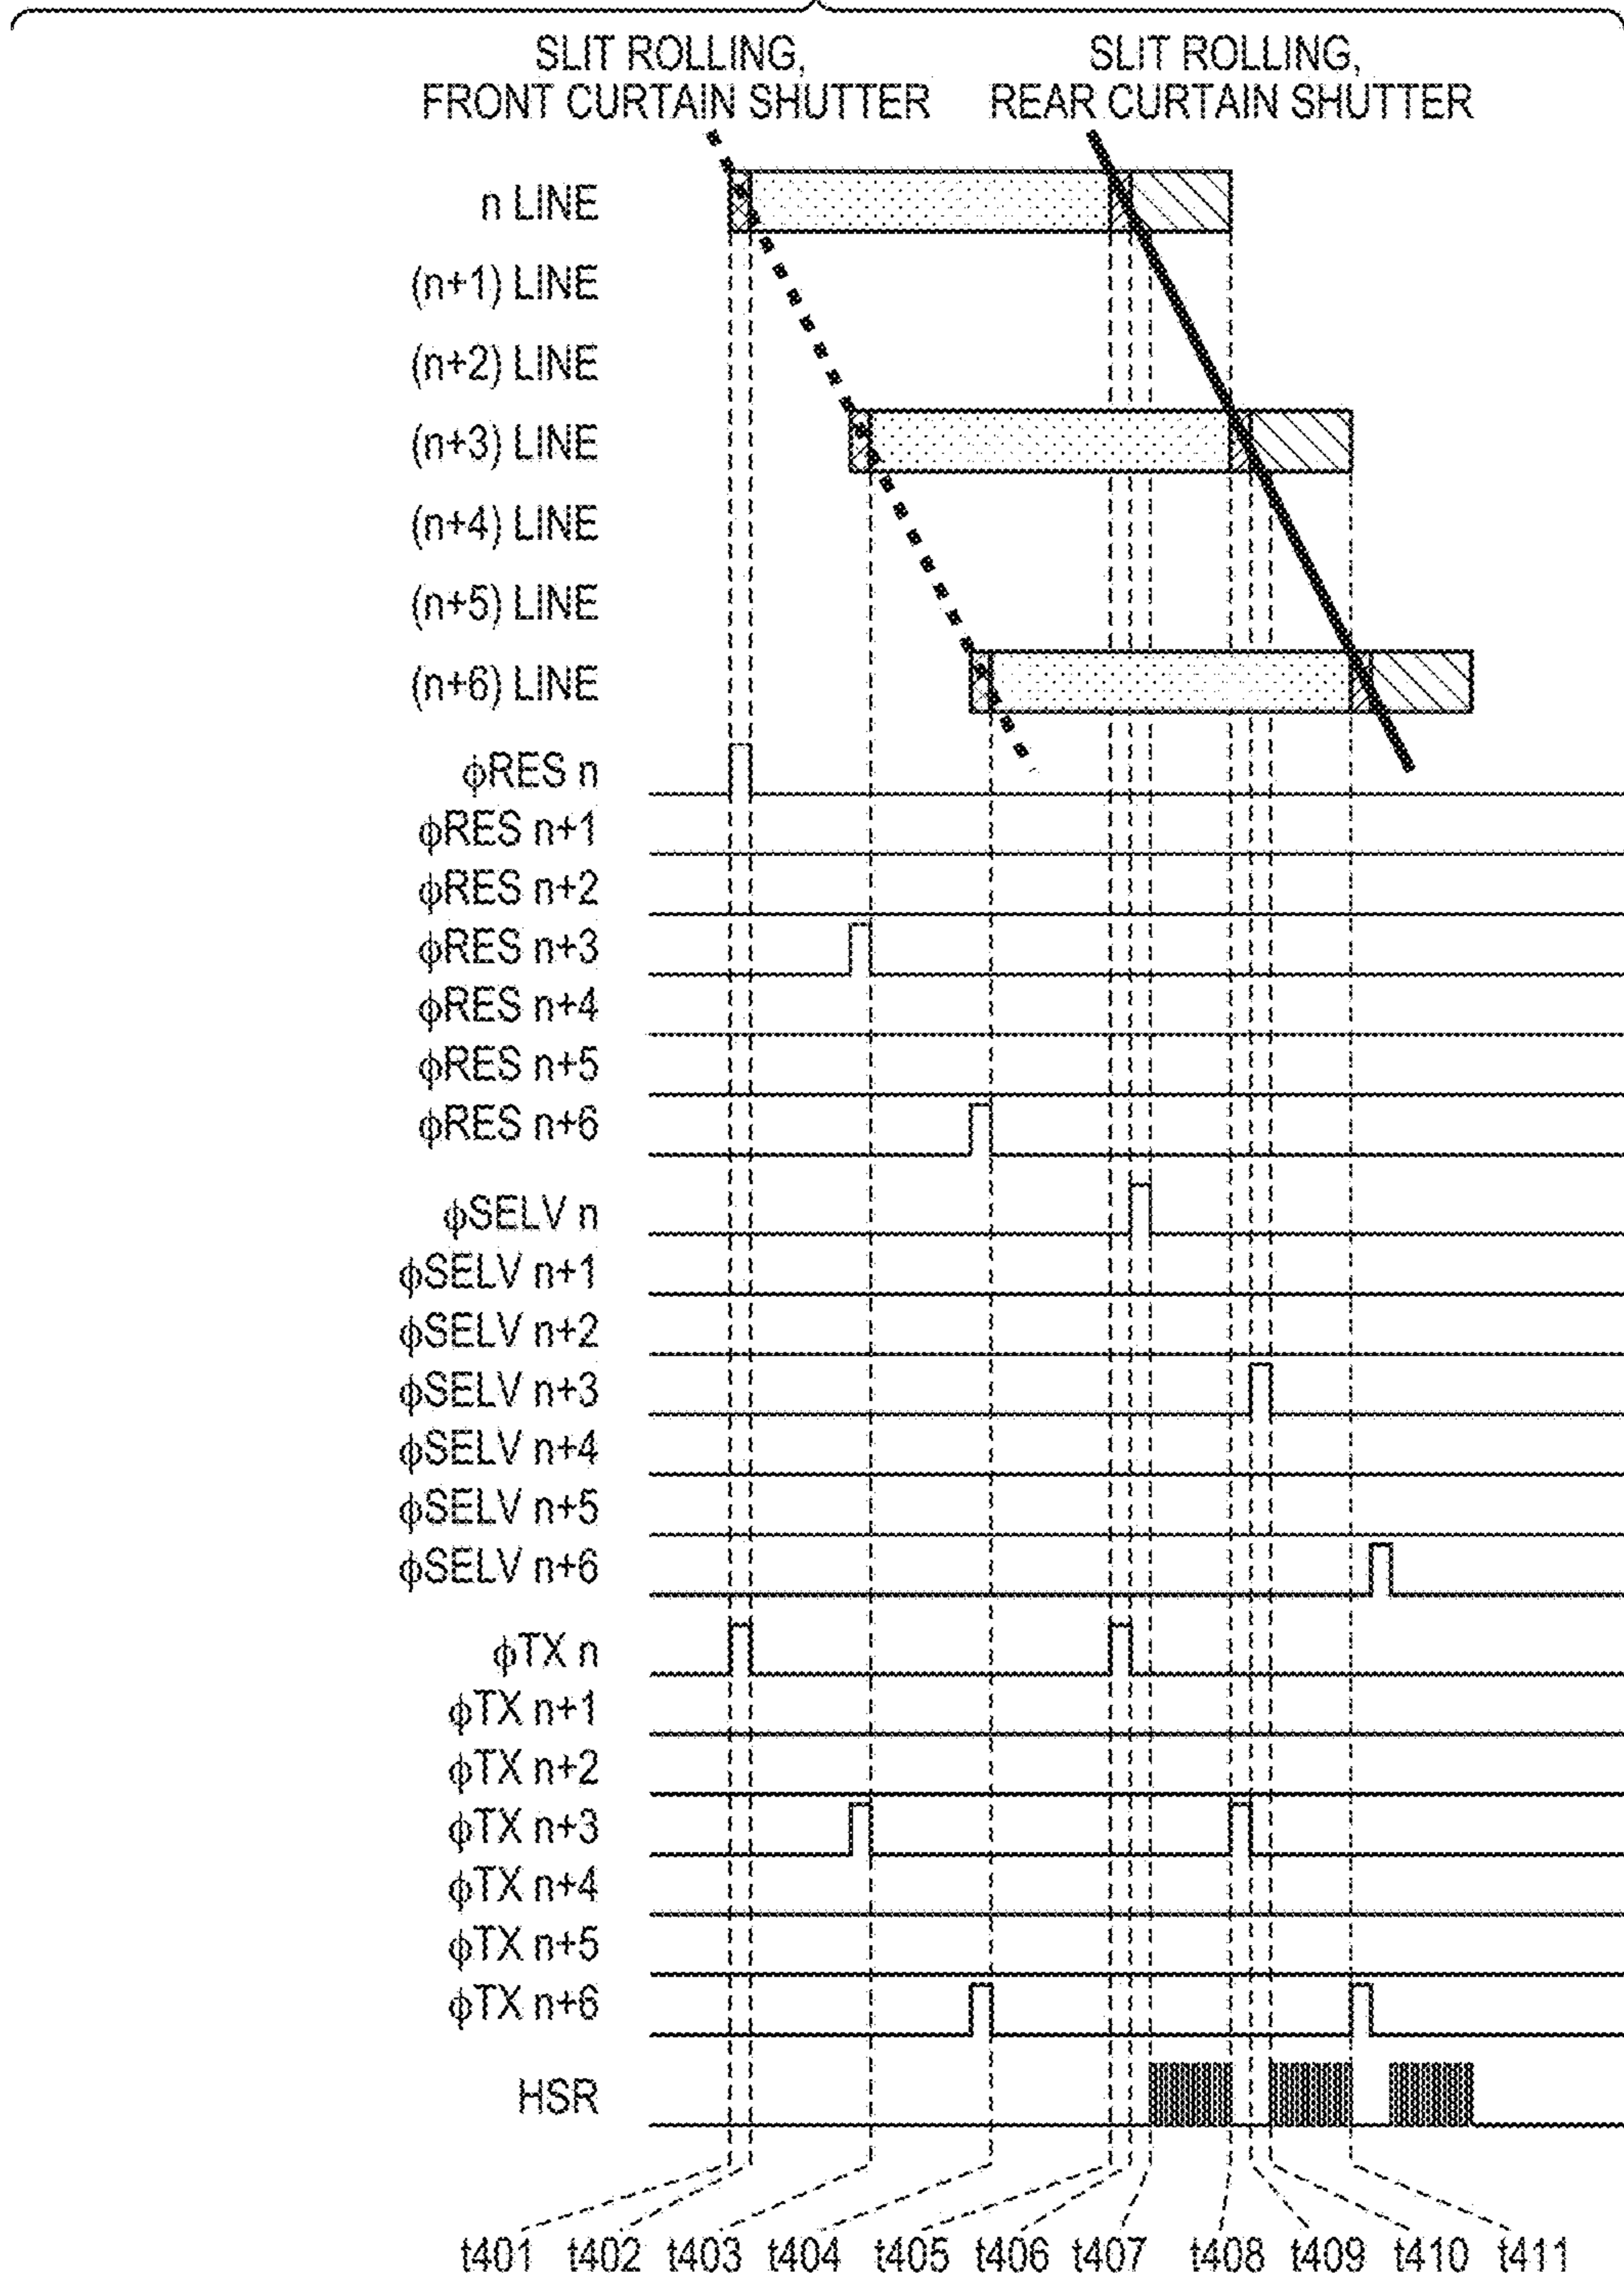 SLIT ROLLING,
FRONT CURTAIN SHUTTER
SLIT ROLLING,
REAR CURTAIN SHUTTER
n LINE
(n+1) LINE
(n+2) LINE
(n+3) LINE
(n+4) LINE
(n+5) LINE
(n+6) LINE
ϕRES n
ϕRES n+1
ϕRES n+2
ϕRES n+3
ϕRES n+4
ϕRES n+5
ϕRES n+6
ϕSELV n
ϕSELV n+1
ϕSELV n+2
ϕSELV n+3
ϕSELV n+4
ϕSELV n+5
ϕSELV n+6
ϕTX n
ϕTX n+1
ϕTX n+2
ϕTX n+3
ϕTX n+4
ϕTX n+5
ϕTX n+6
HSR
t401 t402 t403 t404 t405 t406 t407 t408 t409 t410 t411